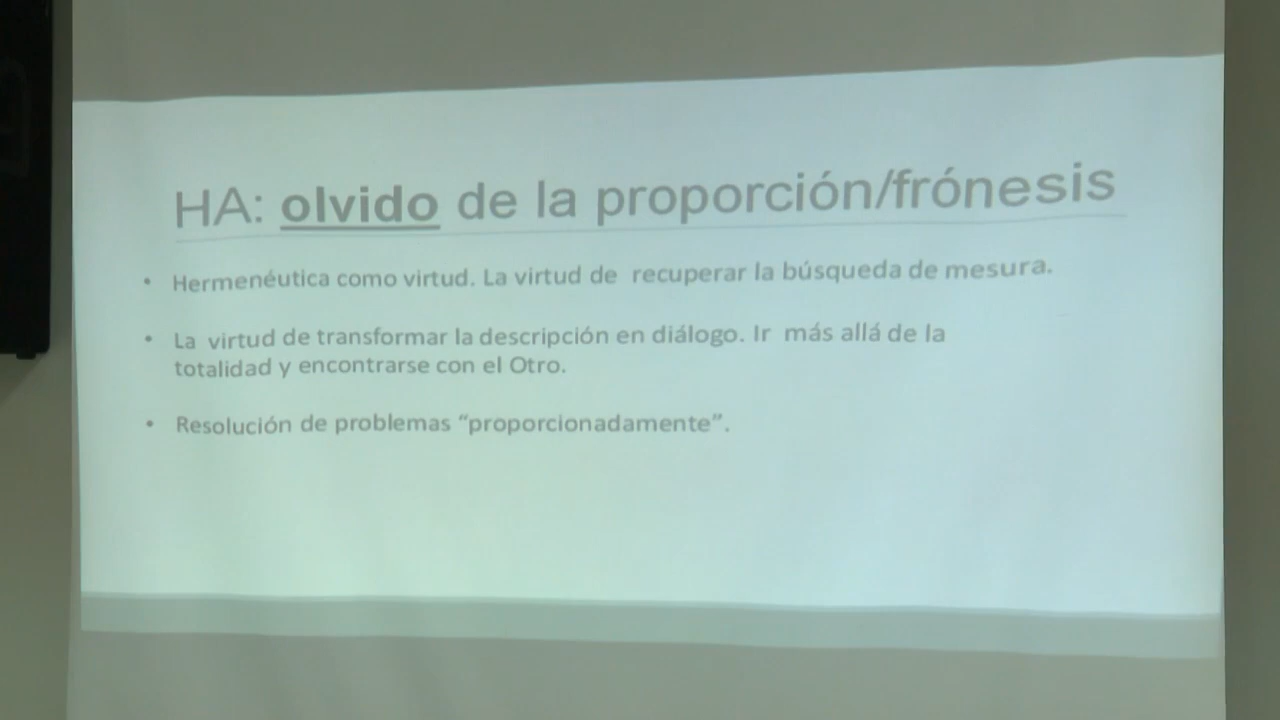 HA: olvido de la proporción/frónesis
• Hermenéutica como virtud. La virtud de recuperar la búsqueda de mesura.
• La virtud de transformar la descripción en diálogo. Ir más allá de la
totalidad y encontrarse con el Otro.
• Resolución de problemas “proporcionadamente”.